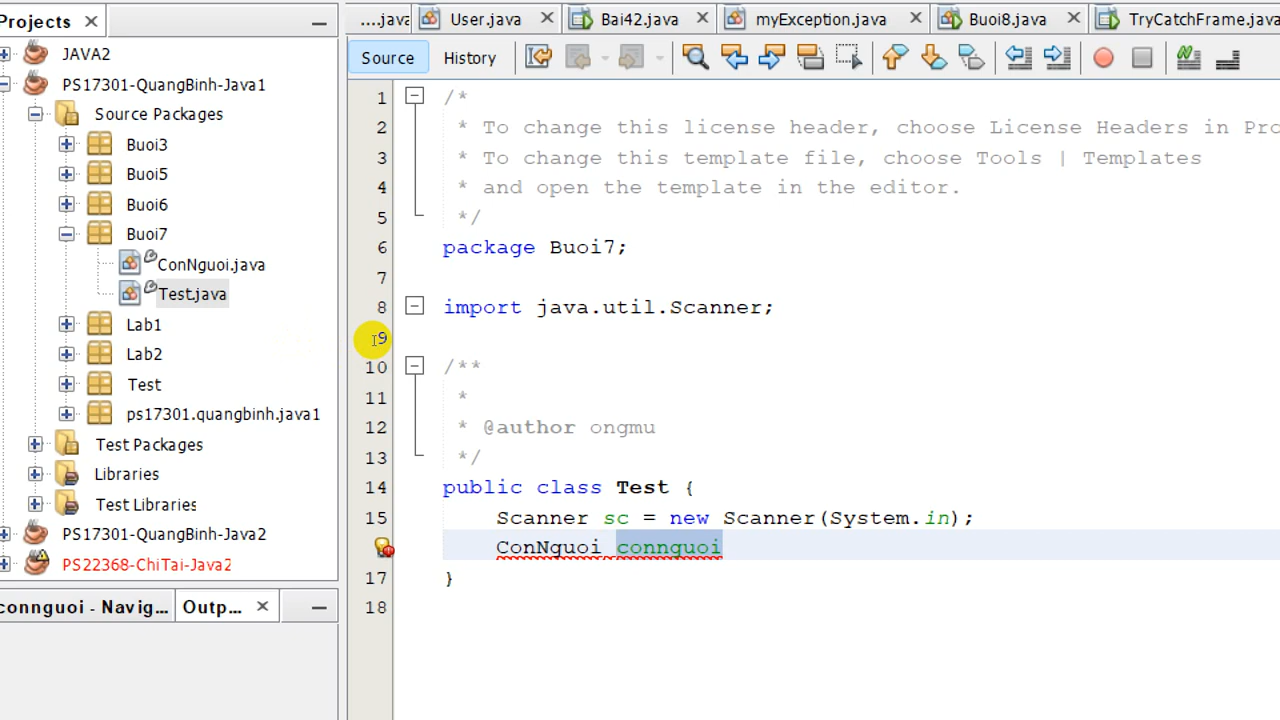 Projects
JAVA2
PS17301-QuangBinh-Java1
Source Packages
Buoi3
Buoi5
Buoi6
Buoi7
ConNguoi.java
Test.java
Lab1
Lab2
Test
ps17301.quangbinh.java1
Test Packages
Libraries
Test Libraries
PS17301-QuangBinh-Java2
PS22368-ChiTai-Java2
connguoi - Navig... Outp...
....java User.java Bai42.java myException.java Buoi8.java TryCatchFrame.java
Source History
1 /*
2 * To change this license header, choose License Headers in Pro
3 * To change this template file, choose Tools | Templates
4 * and open the template in the editor.
5 */
6 package Buoi7;
7
8 import java.util.Scanner;
9
10 /**
11 *
12 * @author ongmu
13 */
14 public class Test {
15 Scanner sc = new Scanner(System.in);
ConNguoi connguoi
17 }
18